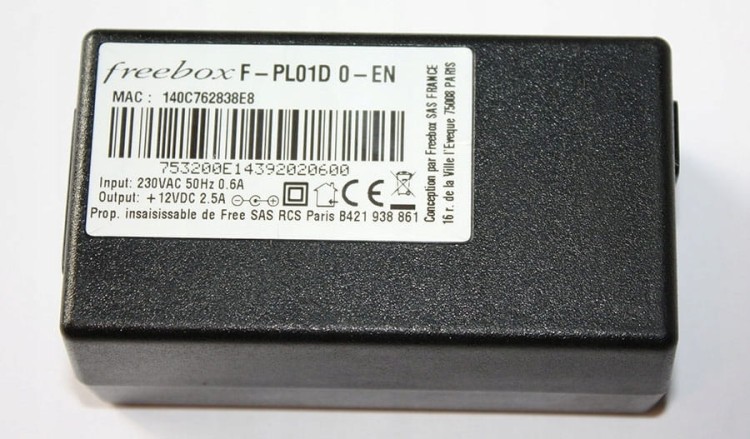 freebox F-PL01D 0-EN
MAC : 140C762838E8
753200E14392020600
Input: 230VAC 50Hz 0.6A
Output: +12VDC 2.5A
Prop. insaisissable de Free SAS RCS Paris B421 938 861
Conception par Freebox SAS FRANCE
16 r. de la Ville l'Eveque 75008 PARIS